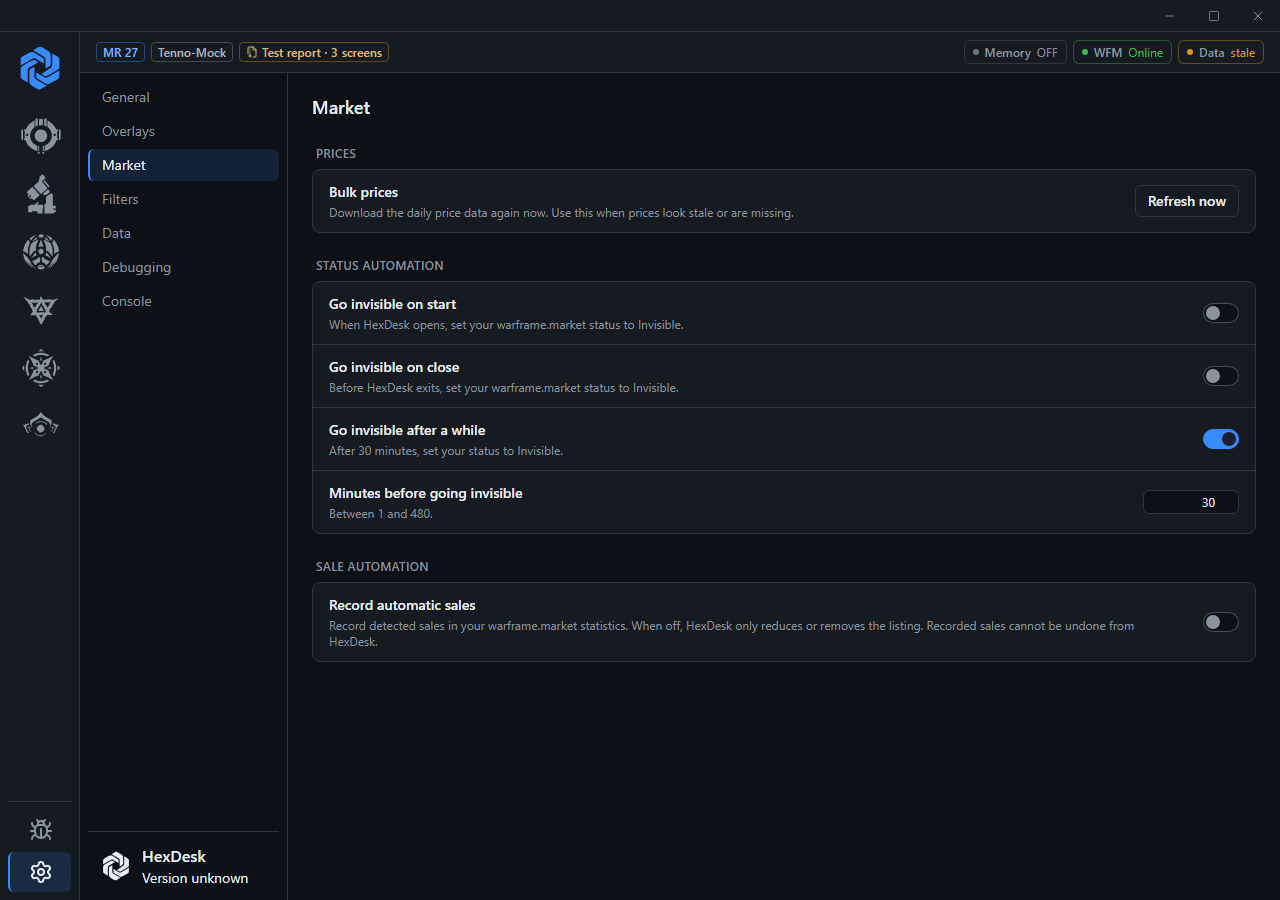 MR 27
Tenno-Mock
Test report · 3 screens
Memory OFF
WFM Online
Data stale
General
Overlays
Market
Filters
Data
Debugging
Console
HexDesk
Version unknown
Market
PRICES
Bulk prices
Download the daily price data again now. Use this when prices look stale or are missing.
Refresh now
STATUS AUTOMATION
Go invisible on start
When HexDesk opens, set your warframe.market status to Invisible.
Go invisible on close
Before HexDesk exits, set your warframe.market status to Invisible.
Go invisible after a while
After 30 minutes, set your status to Invisible.
Minutes before going invisible
Between 1 and 480.
30
SALE AUTOMATION
Record automatic sales
Record detected sales in your warframe.market statistics. When off, HexDesk only reduces or removes the listing. Recorded sales cannot be undone from
HexDesk.